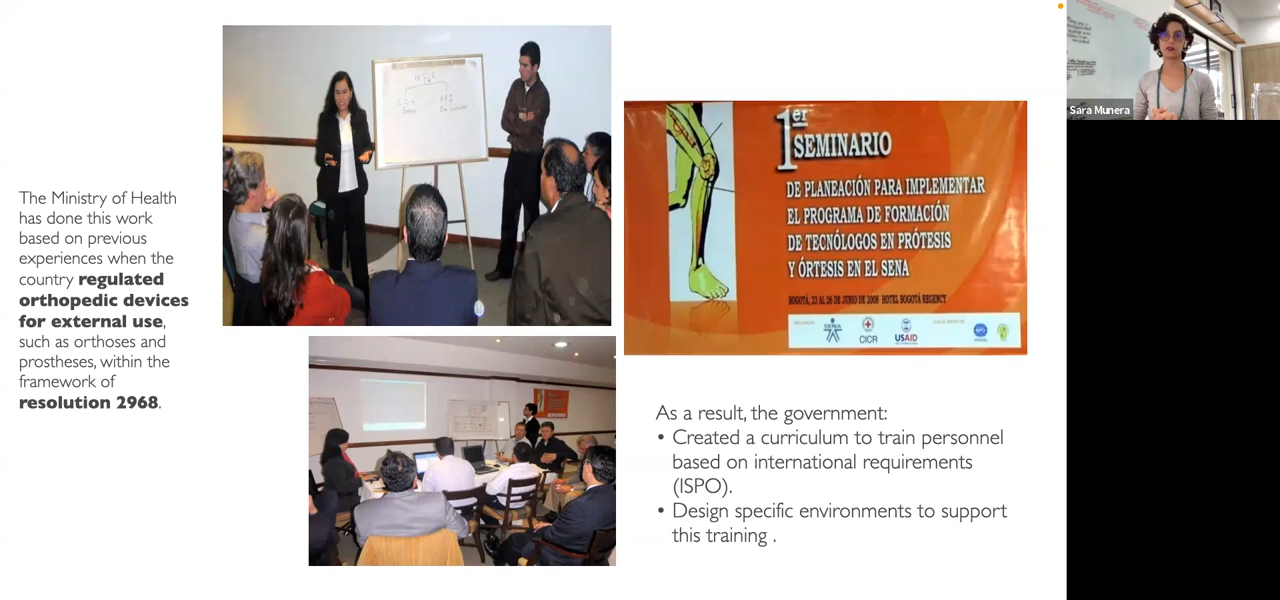 The Ministry of Health
has done this work
based on previous
experiences when the
country regulated
orthopedic devices
for external use,
such as orthoses and
prostheses, within the
framework of
resolution 2968.
1er
SEMINARIO
DE PLANEACIÓN PARA IMPLEMENTAR
EL PROGRAMA DE FORMACIÓN
DE TECNÓLOGOS EN PRÓTESIS
Y ÓRTESIS EN EL SENA
BOGOTÁ, 23 AL 26 DE JUNIO DE 2008 HOTEL BOGOTÁ REGENCY
SENA
CICR
USAID
As a result, the government:
• Created a curriculum to train personnel
based on international requirements
(ISPO).
• Design specific environments to support
this training .
Sara Munera